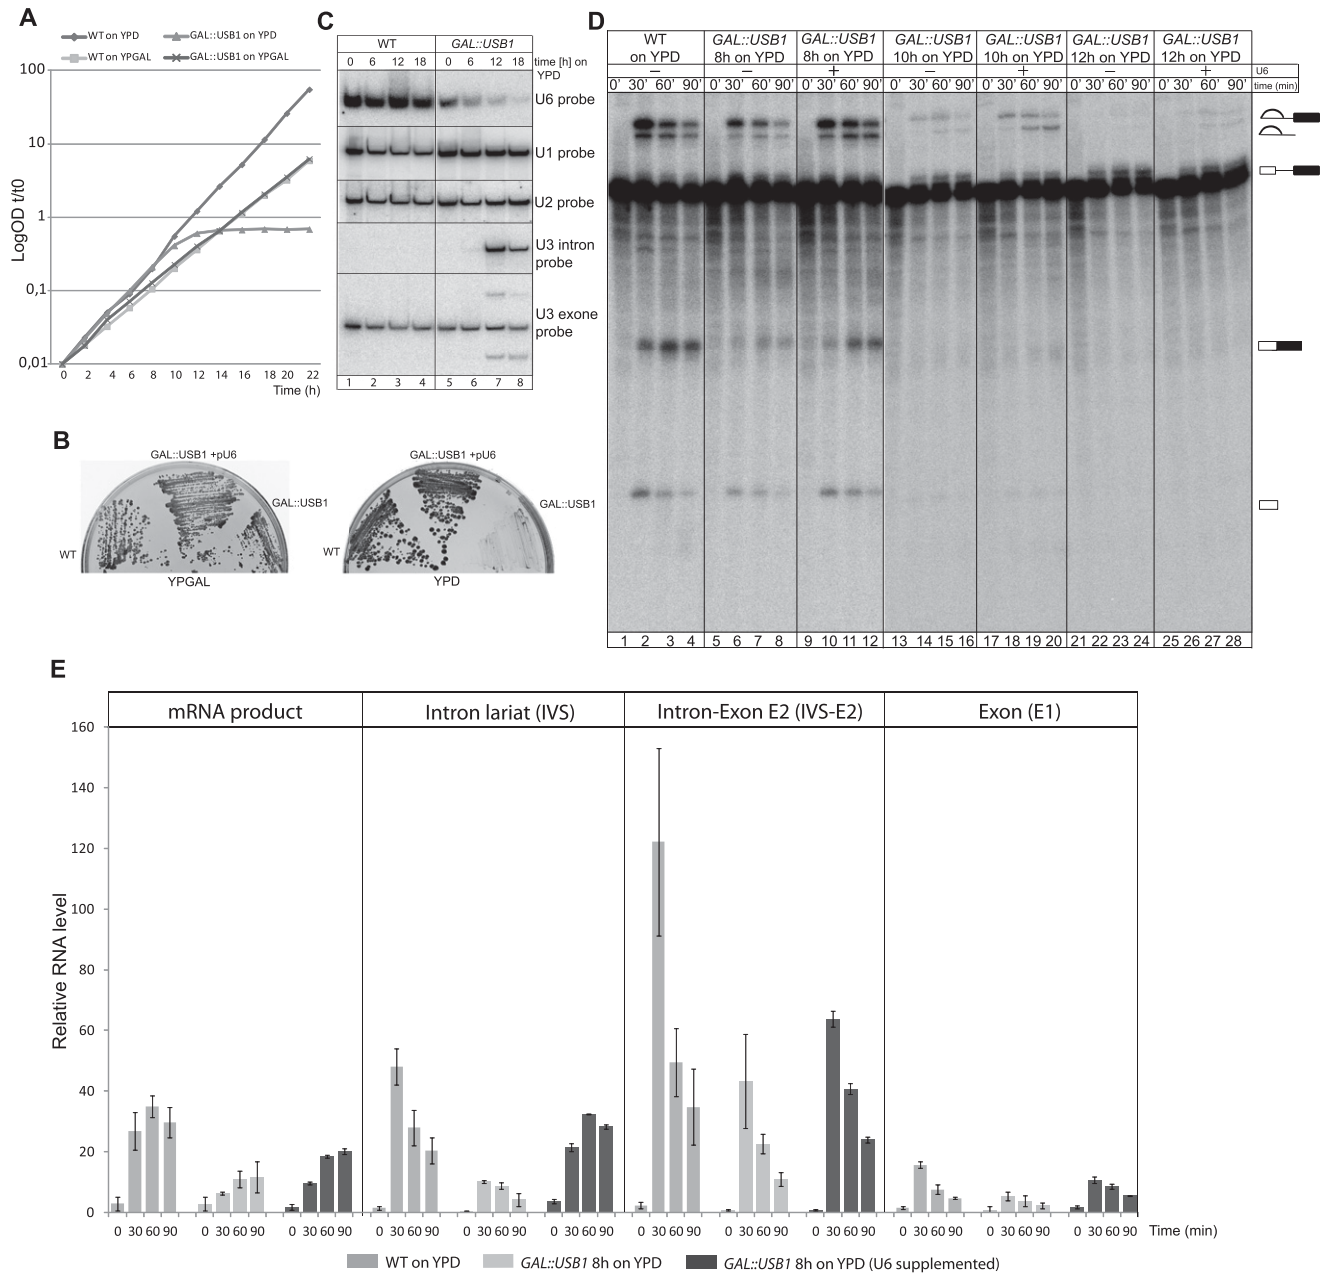 A
WT on YPD
GAL::USB1 on YPD
WT on YPGAL
GAL::USB1 on YPGAL
LogOD t/t0
100
10
1
0,1
0,01
0 2 4 6 8 10 12 14 16 18 20 22
Time (h)
B
GAL::USB1 +pU6
GAL::USB1
WT
YPGAL
GAL::USB1 +pU6
GAL::USB1
WT
YPD
C
WT GAL::USB1
0 6 12 18 0 6 12 18 time [h] on
YPD
U6 probe
U1 probe
U2 probe
U3 intron
probe
U3 exone
probe
1 2 3 4 5 6 7 8
D
WT GAL::USB1 GAL::USB1 GAL::USB1 GAL::USB1 GAL::USB1 GAL::USB1
on YPD 8h on YPD 8h on YPD 10h on YPD 10h on YPD 12h on YPD 12h on YPD
− − + − + − + U6
0' 30' 60' 90' 0' 30' 60' 90' 0' 30' 60' 90' 0' 30' 60' 90' 0' 30' 60' 90' 0' 30' 60' 90' 0' 30' 60' 90' time (min)
1 2 3 4 5 6 7 8 9 10 11 12 13 14 15 16 17 18 19 20 21 22 23 24 25 26 27 28
E
mRNA product Intron lariat (IVS) Intron-Exon E2 (IVS-E2) Exon (E1)
Relative RNA level
160
140
120
100
80
60
40
20
0
0 30 60 90 0 30 60 90 0 30 60 90 0 30 60 90 0 30 60 90 0 30 60 90 0 30 60 90 0 30 60 90 0 30 60 90 0 30 60 90 0 30 60 90 0 30 60 90 Time (min)
WT on YPD GAL::USB1 8h on YPD GAL::USB1 8h on YPD (U6 supplemented)